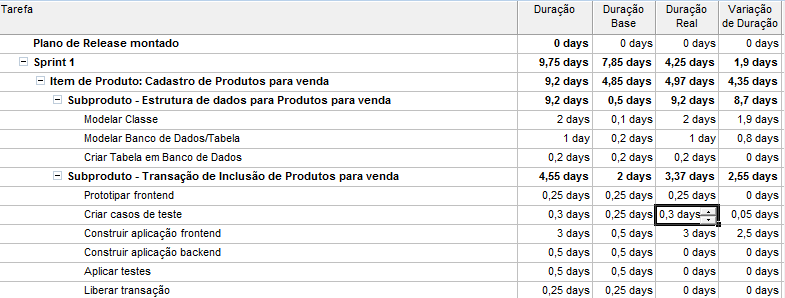 Tarefa Duração Duração Base Duração Real Variação de Duração
Plano de Release montado 0 days 0 days 0 days 0 days
Sprint 1 9,75 days 7,85 days 4,25 days 1,9 days
Item de Produto: Cadastro de Produtos para venda 9,2 days 4,85 days 4,97 days 4,35 days
Subproduto - Estrutura de dados para Produtos para venda 9,2 days 0,5 days 9,2 days 8,7 days
Modelar Classe 2 days 0,1 days 2 days 1,9 days
Modelar Banco de Dados/Tabela 1 day 0,2 days 1 day 0,8 days
Criar Tabela em Banco de Dados 0,2 days 0,2 days 0,2 days 0 days
Subproduto - Transação de Inclusão de Produtos para venda 4,55 days 2 days 3,37 days 2,55 days
Prototipar frontend 0,25 days 0,25 days 0,25 days 0 days
Criar casos de teste 0,3 days 0,25 days 0,3 days 0,05 days
Construir aplicação frontend 3 days 0,5 days 3 days 2,5 days
Construir aplicação backend 0,5 days 0,5 days 0 days 0 days
Aplicar testes 0,5 days 0,5 days 0 days 0 days
Liberar transação 0,25 days 0,25 days 0 days 0 days